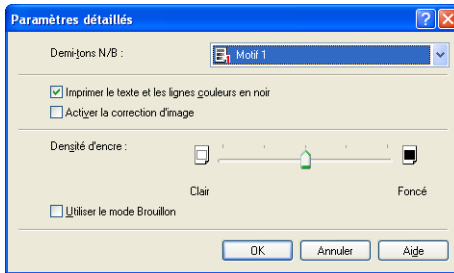 Paramètres détaillés
Demi-tons N/B :
Motif 1
Imprimer le texte et les lignes couleurs en noir
Activer la correction d'image
Densité d'encre :
Clair Foncé
Utiliser le mode Brouillon
OK Annuler Aide